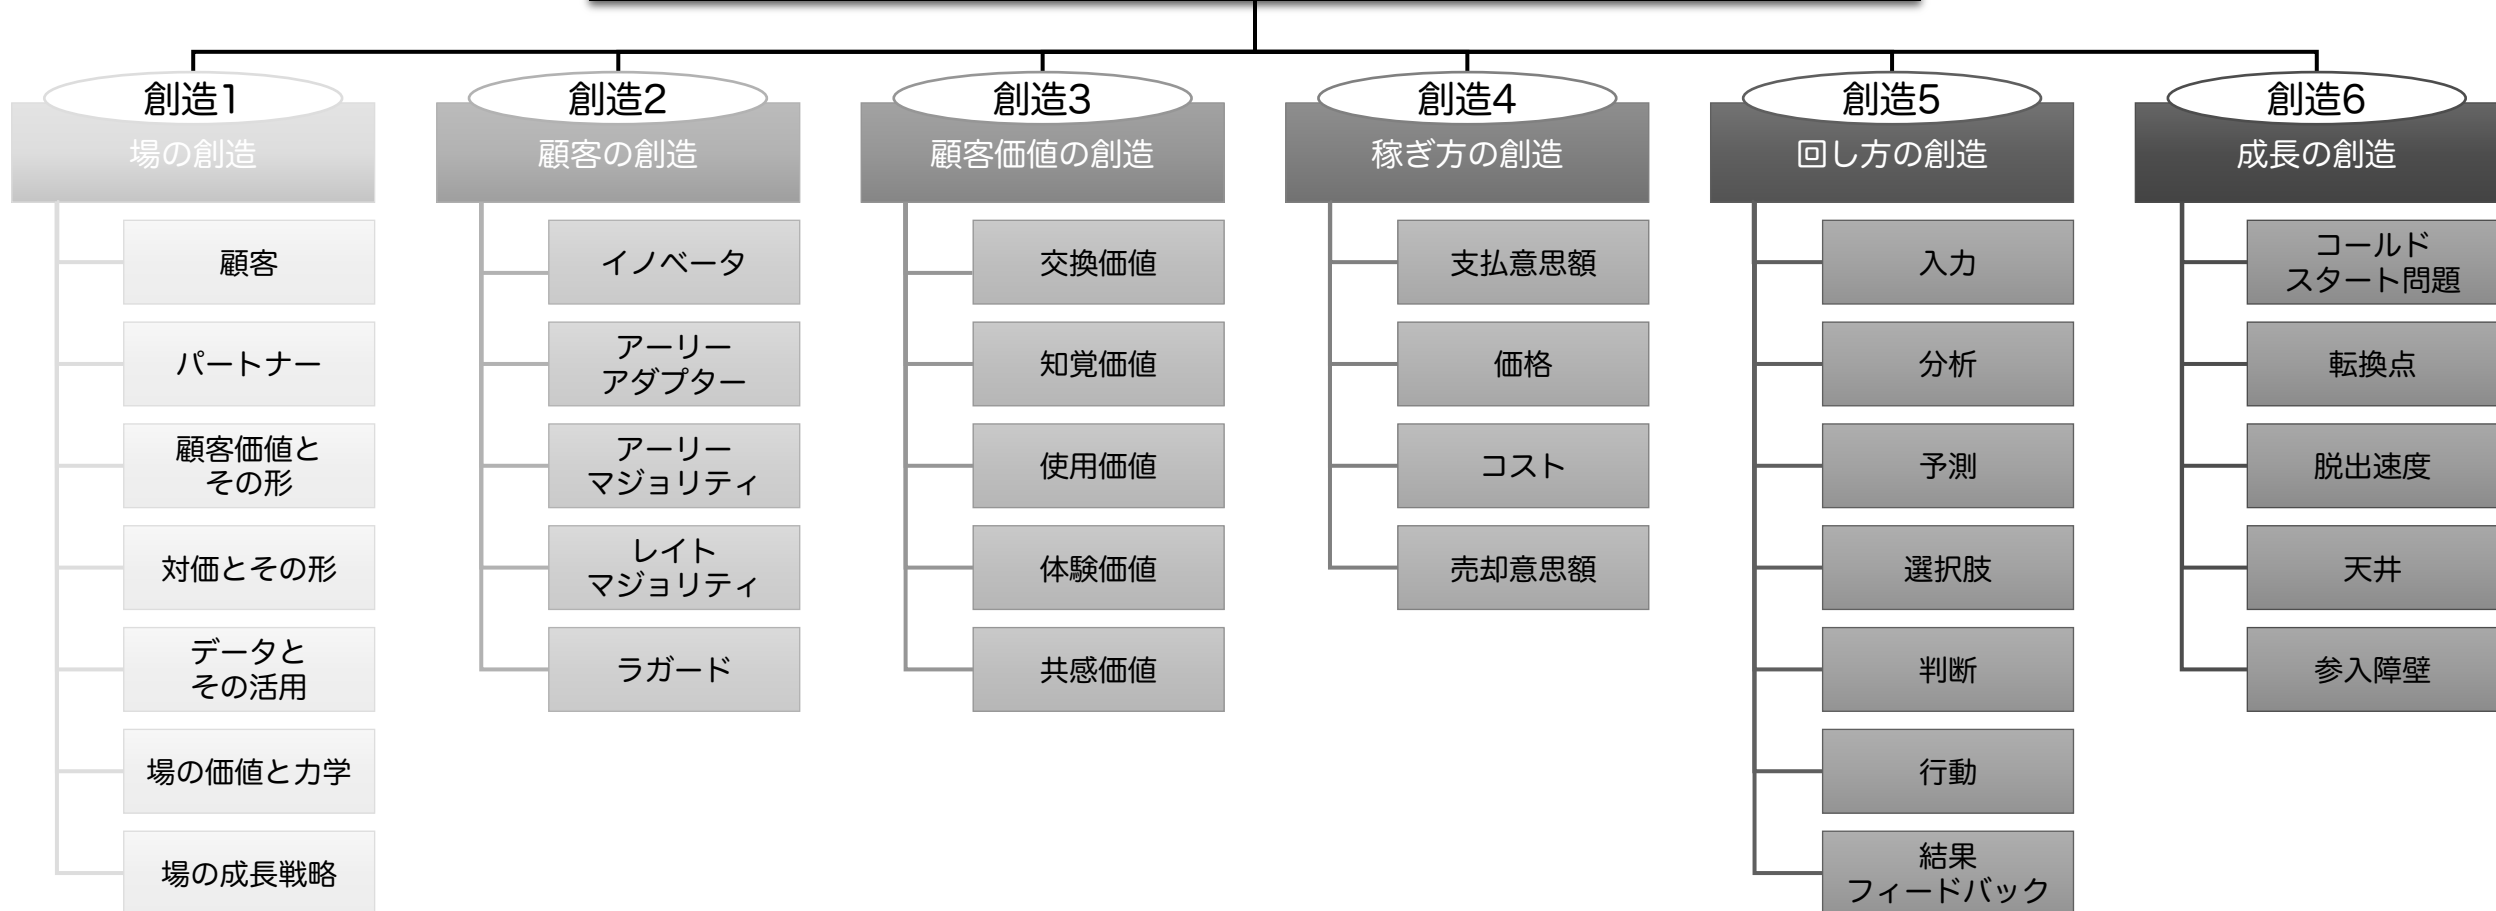 創造1
場の創造
顧客
パートナー
顧客価値と
その形
対価とその形
データと
その活用
場の価値と力学
場の成長戦略
創造2
顧客の創造
イノベータ
アーリー
アダプター
アーリー
マジョリティ
レイト
マジョリティ
ラガード
創造3
顧客価値の創造
交換価値
知覚価値
使用価値
体験価値
共感価値
創造4
稼ぎ方の創造
支払意思額
価格
コスト
売却意思額
創造5
回し方の創造
入力
分析
予測
選択肢
判断
行動
結果
フィードバック
創造6
成長の創造
コールド
スタート問題
転換点
脱出速度
天井
参入障壁